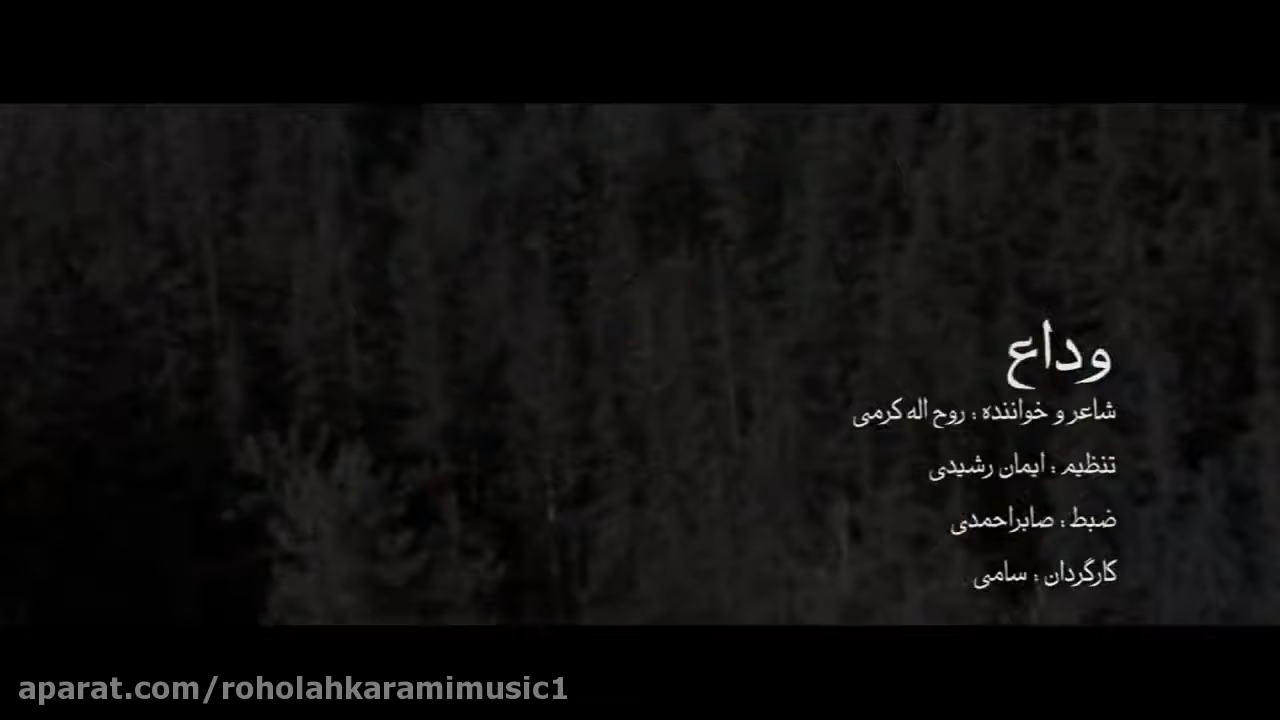 وداع
شاعر و خواننده : روح اله کرمی
تنظیم : ایمان رشیدی
ضبط : صابراحمدی
کارگردان : سامی
aparat.com/roholahkaramimusic1